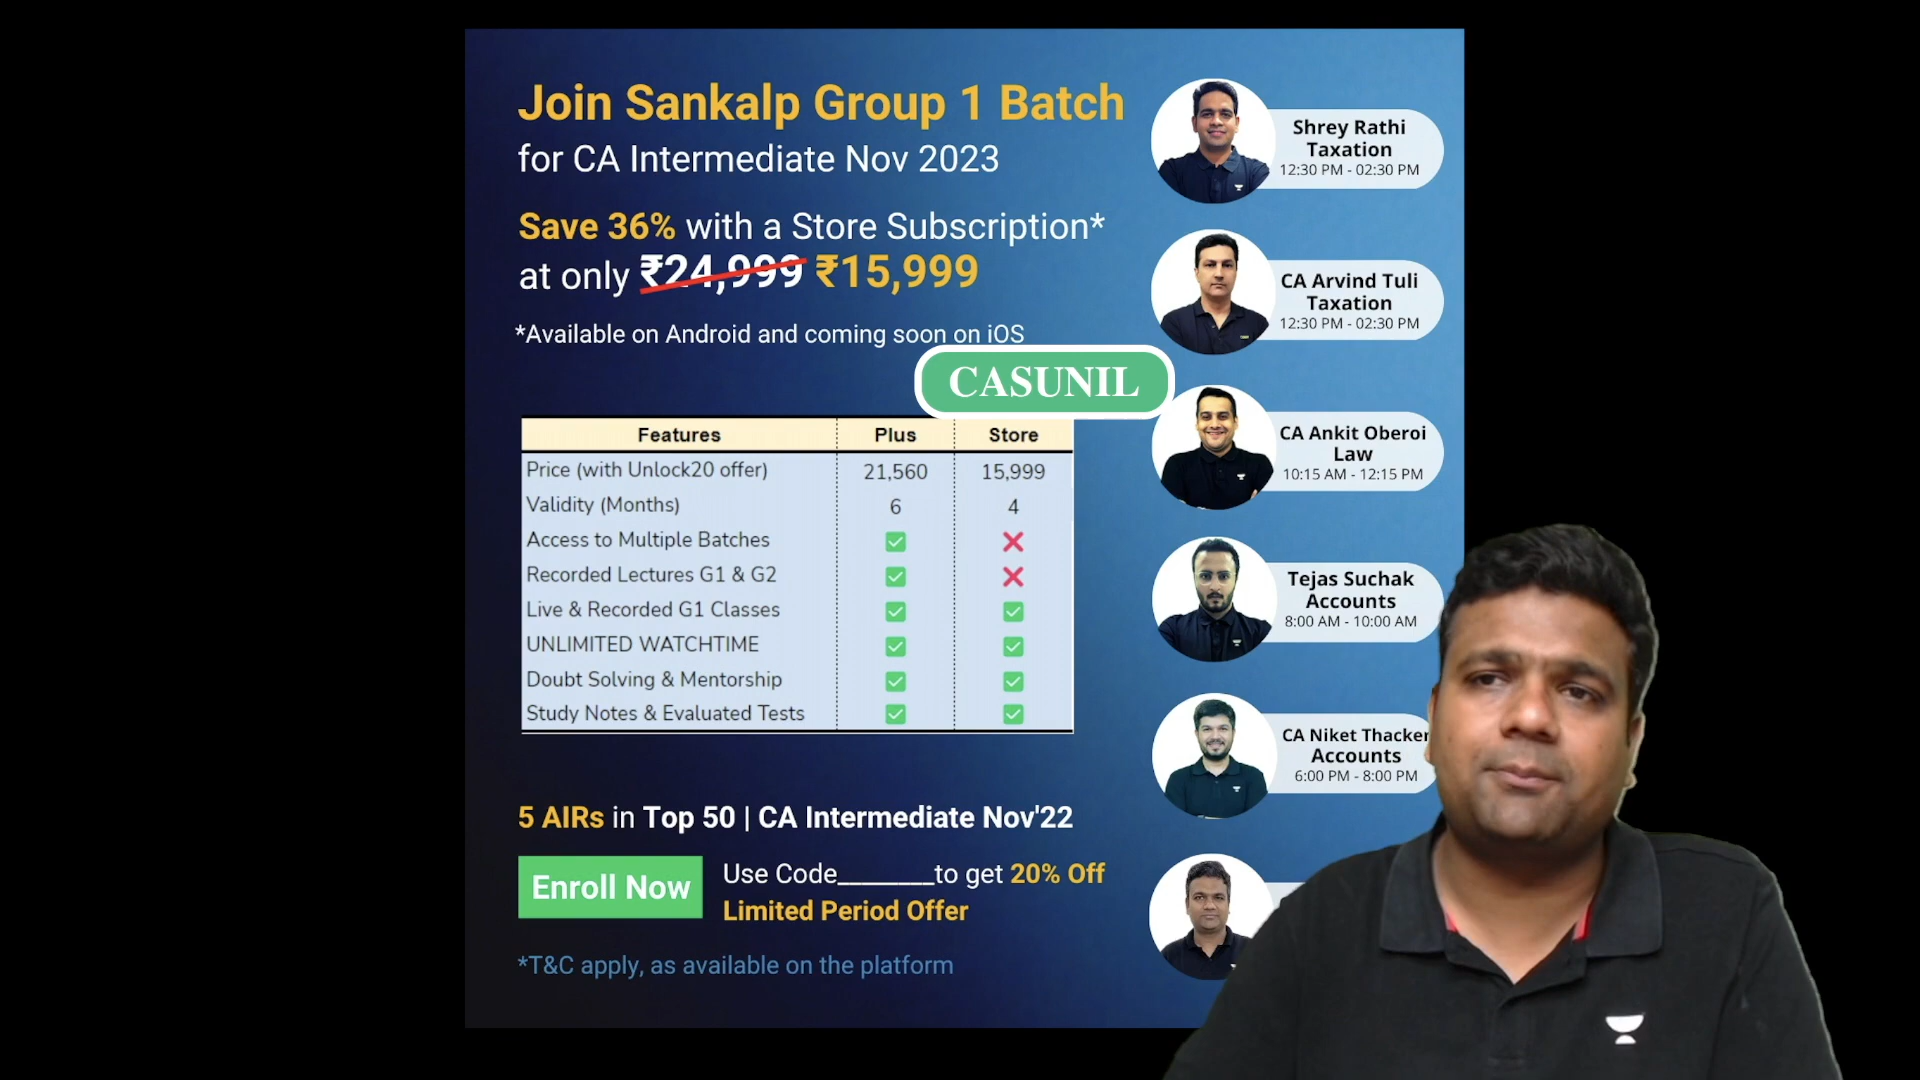 Join Sankalp Group 1 Batch
for CA Intermediate Nov 2023
Save 36% with a Store Subscription*
at only ₹24,999 ₹15,999
*Available on Android and coming soon on iOS
CASUNIL
Features Plus Store
Price (with Unlock20 offer) 21,560 15,999
Validity (Months) 6 4
Access to Multiple Batches ✅ ❌
Recorded Lectures G1 & G2 ✅ ❌
Live & Recorded G1 Classes ✅ ✅
UNLIMITED WATCHTIME ✅ ✅
Doubt Solving & Mentorship ✅ ✅
Study Notes & Evaluated Tests ✅ ✅
5 AIRs in Top 50 | CA Intermediate Nov'22
Enroll Now
Use Code________to get 20% Off
Limited Period Offer
*T&C apply, as available on the platform
Shrey Rathi
Taxation
12:30 PM - 02:30 PM
CA Arvind Tuli
Taxation
12:30 PM - 02:30 PM
CA Ankit Oberoi
Law
10:15 AM - 12:15 PM
Tejas Suchak
Accounts
8:00 AM - 10:00 AM
CA Niket Thacker
Accounts
6:00 PM - 8:00 PM